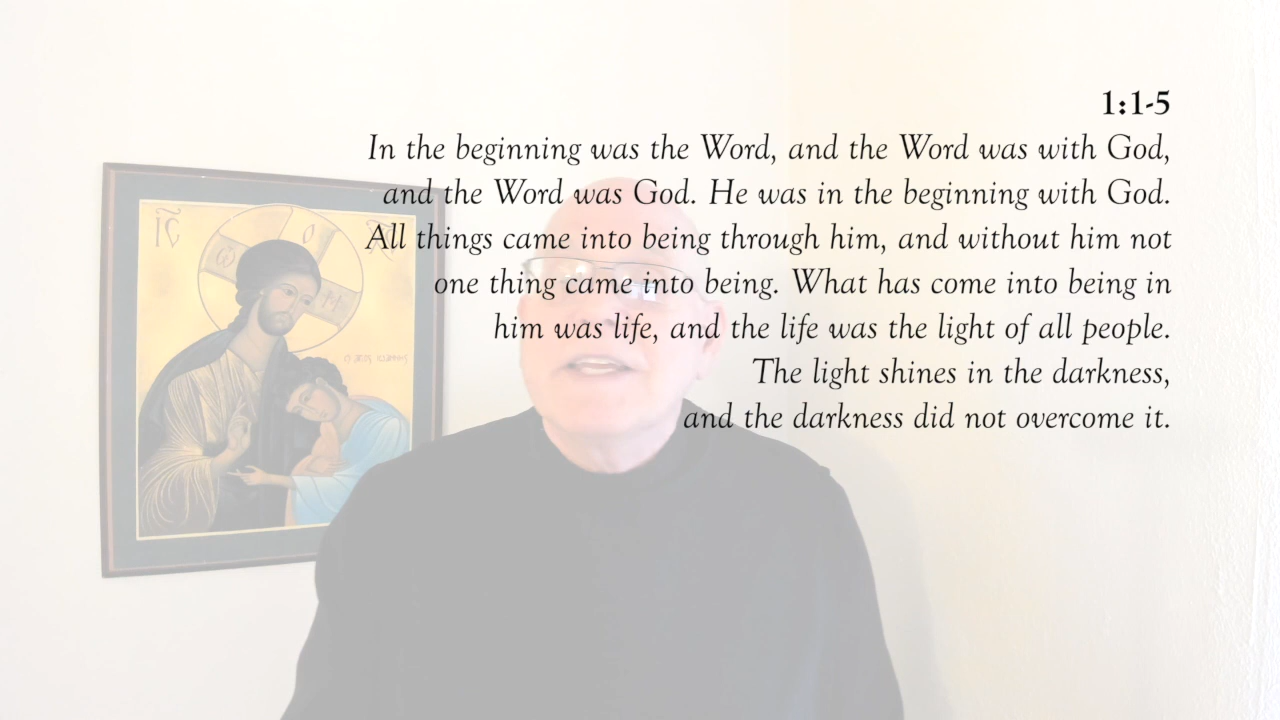 1:1-5
In the beginning was the Word, and the Word was with God,
and the Word was God. He was in the beginning with God.
All things came into being through him, and without him not
one thing came into being. What has come into being in
him was life, and the life was the light of all people.
The light shines in the darkness,
and the darkness did not overcome it.
IC